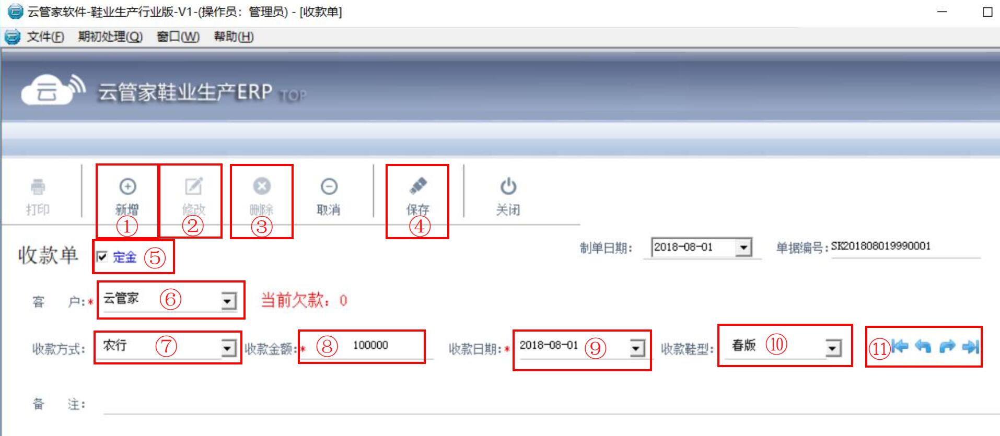 云管家软件-鞋业生产行业版-V1-(操作员：管理员) - [收款单]
文件(F) 期初处理(Q) 窗口(W) 帮助(H)
云 云管家鞋业生产ERP TOP
打印 新增 修改 删除 取消 保存 关闭
① ② ③ ④
收款单 定金 ⑤ 制单日期： 2018-08-01 单据编号: SK201808019990001
客 户:* 云管家 ⑥ 当前欠款：0
收款方式： 农行 ⑦ 收款金额:* ⑧ 100000 收款日期:* 2018-08-01 ⑨ 收款鞋型： 春版 ⑩ ⑪
备 注：